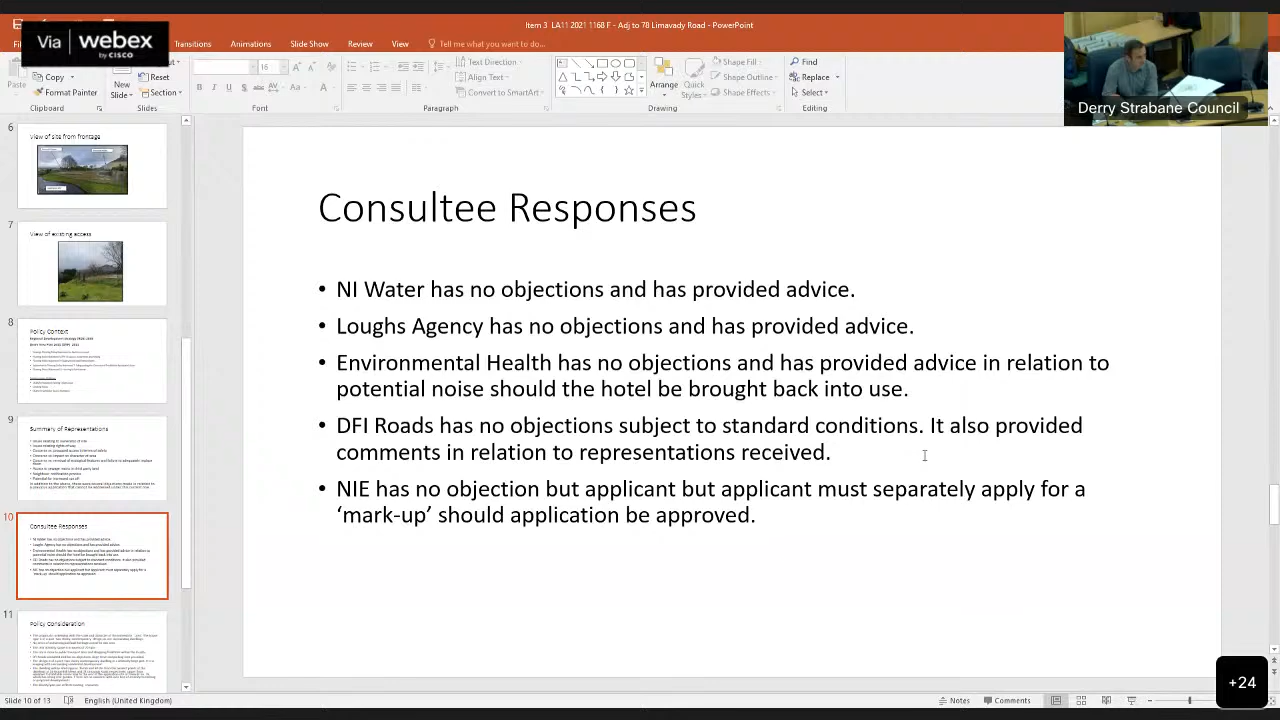 Item 3 LA11 2021 1168 F - Adj to 78 Limavady Road - PowerPoint
Via webex
by CISCO
Transitions Animations Slide Show Review View Tell me what you want to do...
Derry Strabane Council
Paste Copy
Format Painter
Clipboard
New
Slide
Reset
Section
Slides
16
Font
Text Direction
Align Text
Convert to SmartArt
Paragraph
Arrange
Quick
Styles
Shape Fill
Shape Outline
Shape Effects
Drawing
Find
Replace
Select
Editing
6
View of site from frontage
7
View of existing access
8
Policy Context
9
Summary of Representations
10
Consultee Responses
11
Policy Consideration
Consultee Responses
• NI Water has no objections and has provided advice.
• Loughs Agency has no objections and has provided advice.
• Environmental Health has no objections and has provided advice in relation to
potential noise should the hotel be brought back into use.
• DFI Roads has no objections subject to standard conditions. It also provided
comments in relation to representations received.
• NIE has no objection but applicant but applicant must separately apply for a
‘mark-up’ should application be approved.
+24
Slide 10 of 13 English (United Kingdom) Notes Comments